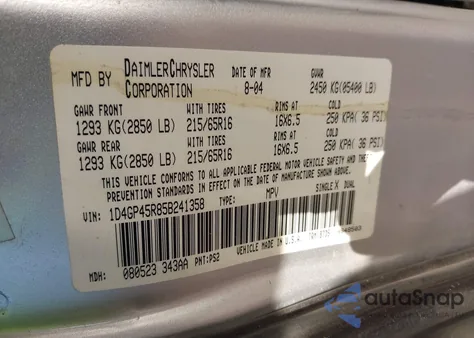 MFD BY DAIMLERCHRYSLER CORPORATION DATE OF MFR 8-04 GVWR 2450 KG(05400 LB)
GAWR FRONT WITH TIRES RIMS AT COLD
1293 KG(2850 LB) 215/65R16 16X6.5 250 KPA( 36 PSI)
GAWR REAR WITH TIRES RIMS AT COLD
1293 KG(2850 LB) 215/65R16 16X6.5 250 KPA( 36 PSI)
THIS VEHICLE CONFORMS TO ALL APPLICABLE FEDERAL MOTOR VEHICLE SAFETY, BUMPER, AND THEFT
PREVENTION STANDARDS IN EFFECT ON THE DATE OF MANUFACTURE SHOWN ABOVE.
VIN: 1D4GP45R85B241358 MPV SINGLE X DUAL
VEHICLE MADE IN U.S.A.
MDH: 080523 343AA PNT:PS2
autoSnap